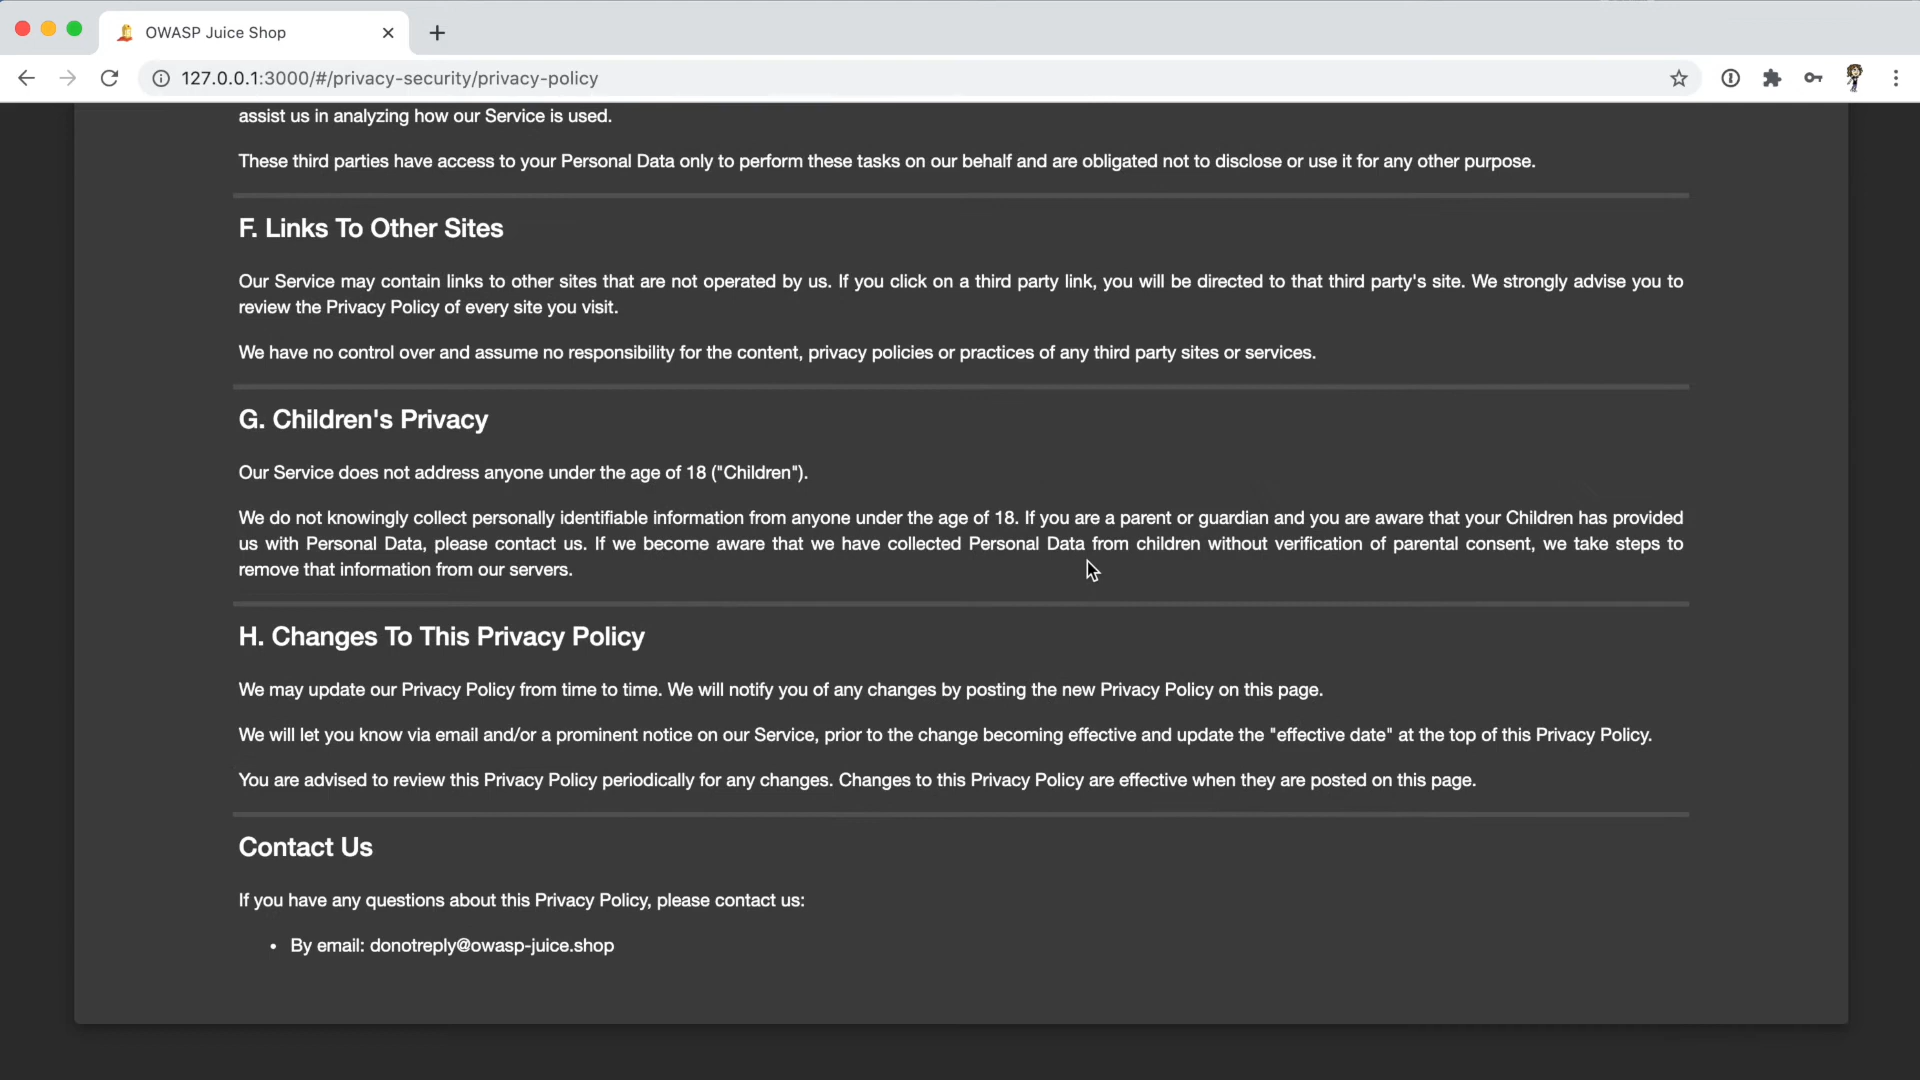 OWASP Juice Shop
127.0.0.1:3000/#/privacy-security/privacy-policy
assist us in analyzing how our Service is used.
These third parties have access to your Personal Data only to perform these tasks on our behalf and are obligated not to disclose or use it for any other purpose.
F. Links To Other Sites
Our Service may contain links to other sites that are not operated by us. If you click on a third party link, you will be directed to that third party's site. We strongly advise you to
review the Privacy Policy of every site you visit.
We have no control over and assume no responsibility for the content, privacy policies or practices of any third party sites or services.
G. Children's Privacy
Our Service does not address anyone under the age of 18 ("Children").
We do not knowingly collect personally identifiable information from anyone under the age of 18. If you are a parent or guardian and you are aware that your Children has provided
us with Personal Data, please contact us. If we become aware that we have collected Personal Data from children without verification of parental consent, we take steps to
remove that information from our servers.
H. Changes To This Privacy Policy
We may update our Privacy Policy from time to time. We will notify you of any changes by posting the new Privacy Policy on this page.
We will let you know via email and/or a prominent notice on our Service, prior to the change becoming effective and update the "effective date" at the top of this Privacy Policy.
You are advised to review this Privacy Policy periodically for any changes. Changes to this Privacy Policy are effective when they are posted on this page.
Contact Us
If you have any questions about this Privacy Policy, please contact us:
• By email: donotreply@owasp-juice.shop